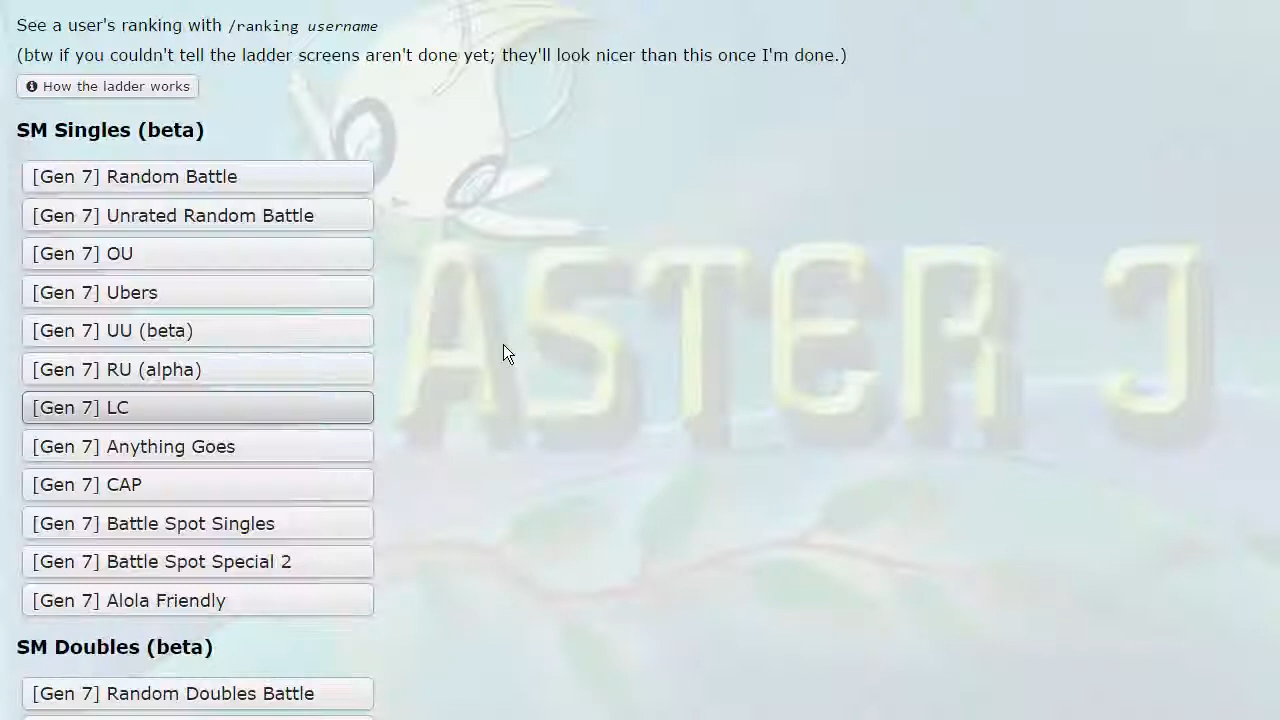 See a user's ranking with /ranking username
(btw if you couldn't tell the ladder screens aren't done yet; they'll look nicer than this once I'm done.)
How the ladder works
SM Singles (beta)
[Gen 7] Random Battle
[Gen 7] Unrated Random Battle
[Gen 7] OU
[Gen 7] Ubers
[Gen 7] UU (beta)
[Gen 7] RU (alpha)
[Gen 7] LC
[Gen 7] Anything Goes
[Gen 7] CAP
[Gen 7] Battle Spot Singles
[Gen 7] Battle Spot Special 2
[Gen 7] Alola Friendly
SM Doubles (beta)
[Gen 7] Random Doubles Battle
ASTER J